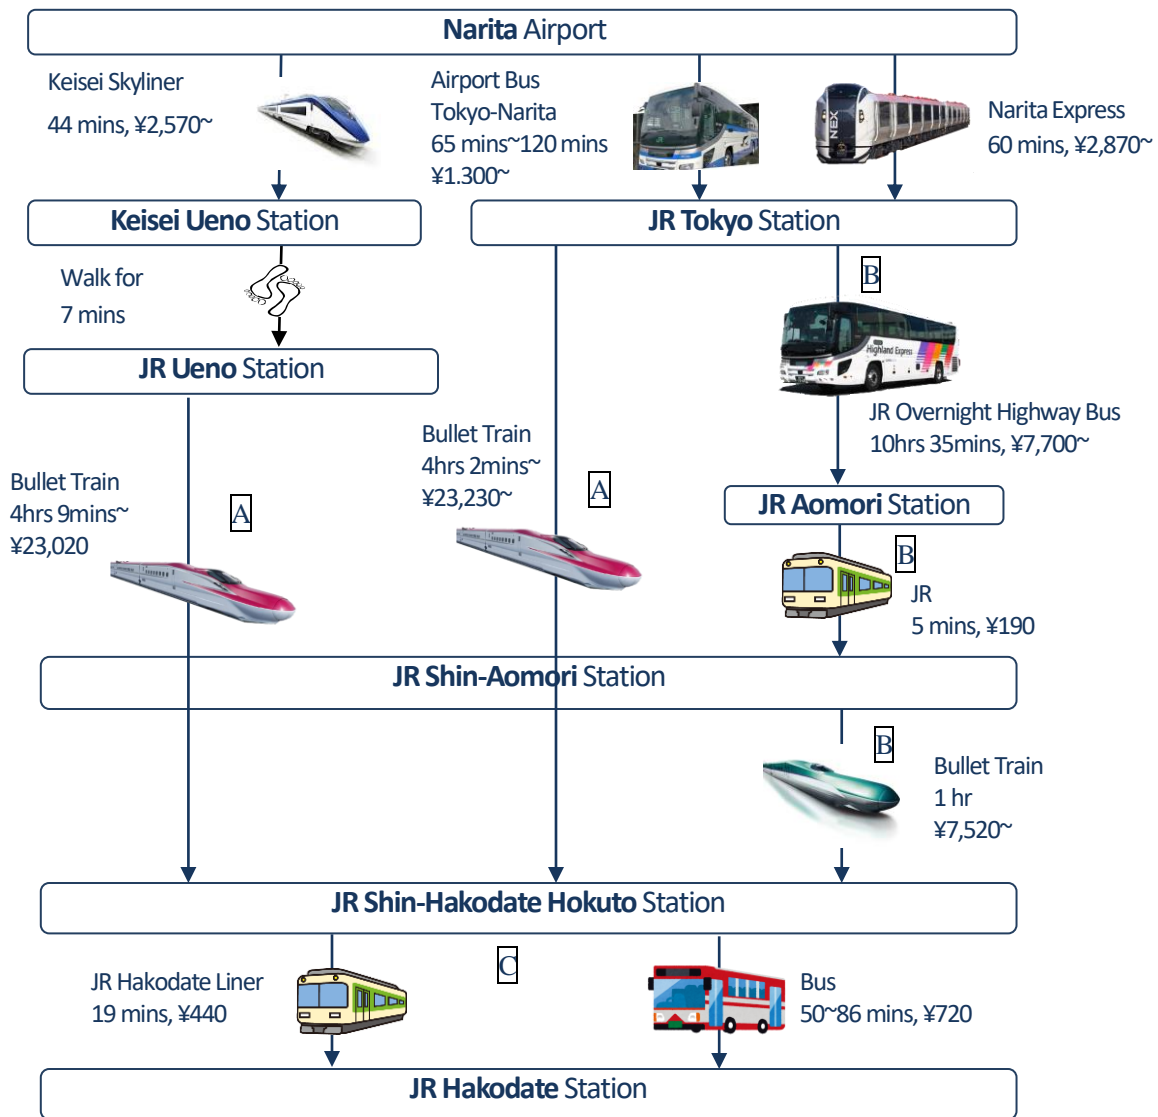 Narita Airport
Keisei Skyliner
44 mins, ¥2,570~
Airport Bus
Tokyo-Narita
65 mins~120 mins
¥1.300~
NEX
Narita Express
60 mins, ¥2,870~
Keisei Ueno Station
JR Tokyo Station
Walk for
7 mins
B
Highland Express
JR Ueno Station
JR Overnight Highway Bus
10hrs 35mins, ¥7,700~
Bullet Train
4hrs 9mins~
¥23,020
A
Bullet Train
4hrs 2mins~
¥23,230~
A
JR Aomori Station
B
JR
5 mins, ¥190
JR Shin-Aomori Station
B
Bullet Train
1 hr
¥7,520~
JR Shin-Hakodate Hokuto Station
JR Hakodate Liner
19 mins, ¥440
C
Bus
50~86 mins, ¥720
JR Hakodate Station